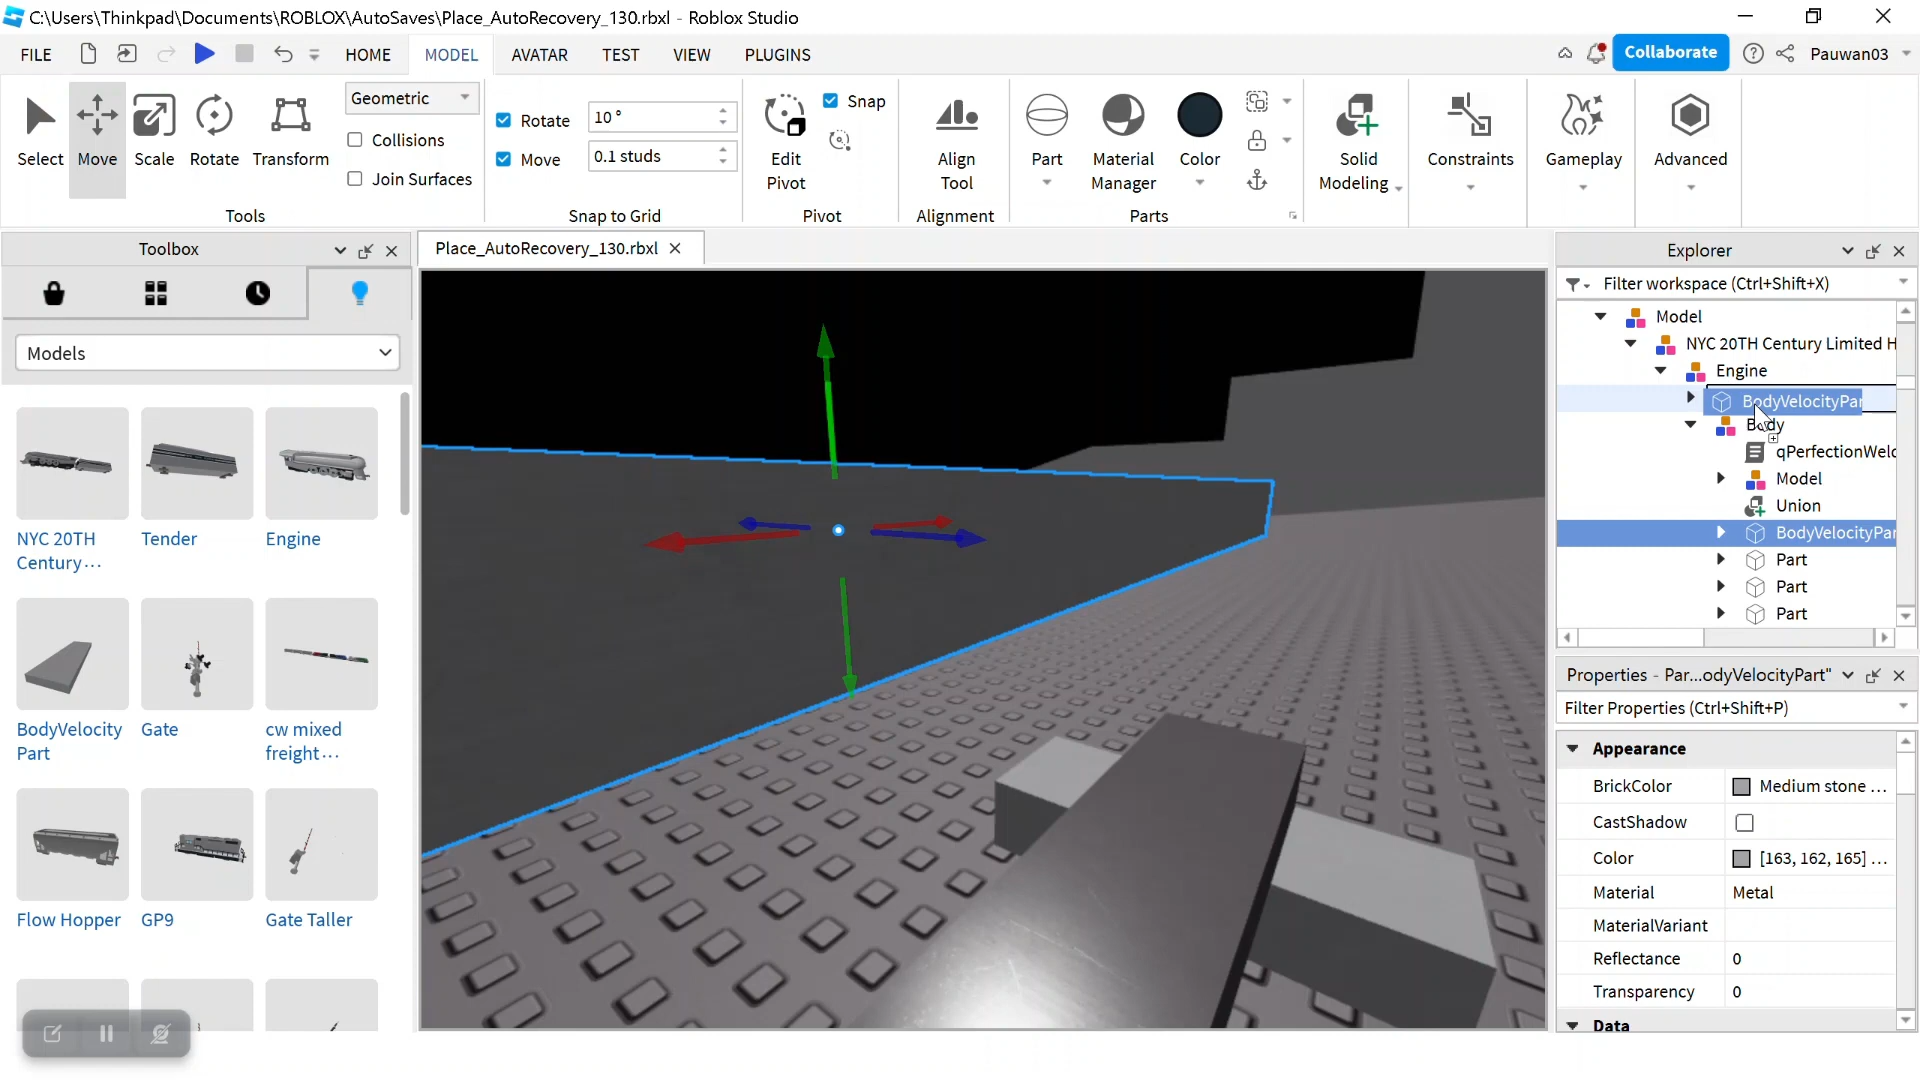 C:\Users\Thinkpad\Documents\ROBLOX\AutoSaves\Place_AutoRecovery_130.rbxl - Roblox Studio
FILE HOME MODEL AVATAR TEST VIEW PLUGINS Collaborate Pauwan03
Select Move Scale Rotate Transform
Geometric
Collisions
Join Surfaces
Tools
Rotate 10 °
Move 0.1 studs
Snap to Grid
Edit Pivot
Snap
Pivot
Align Tool
Alignment
Part
Material Manager
Color
Parts
Solid Modeling
Constraints
Gameplay
Advanced
Toolbox
Models
NYC 20TH Century...
Tender
Engine
BodyVelocity Part
Gate
cw mixed freight...
Flow Hopper
GP9
Gate Taller
Place_AutoRecovery_130.rbxl
Explorer
Filter workspace (Ctrl+Shift+X)
Model
NYC 20TH Century Limited H
Engine
BodyVelocityPar
Body
qPerfectionWeld
Model
Union
BodyVelocityPar
Part
Part
Part
Properties - Par...odyVelocityPart"
Filter Properties (Ctrl+Shift+P)
Appearance
BrickColor Medium stone ...
CastShadow
Color [163, 162, 165] ...
Material Metal
MaterialVariant
Reflectance 0
Transparency 0
Data